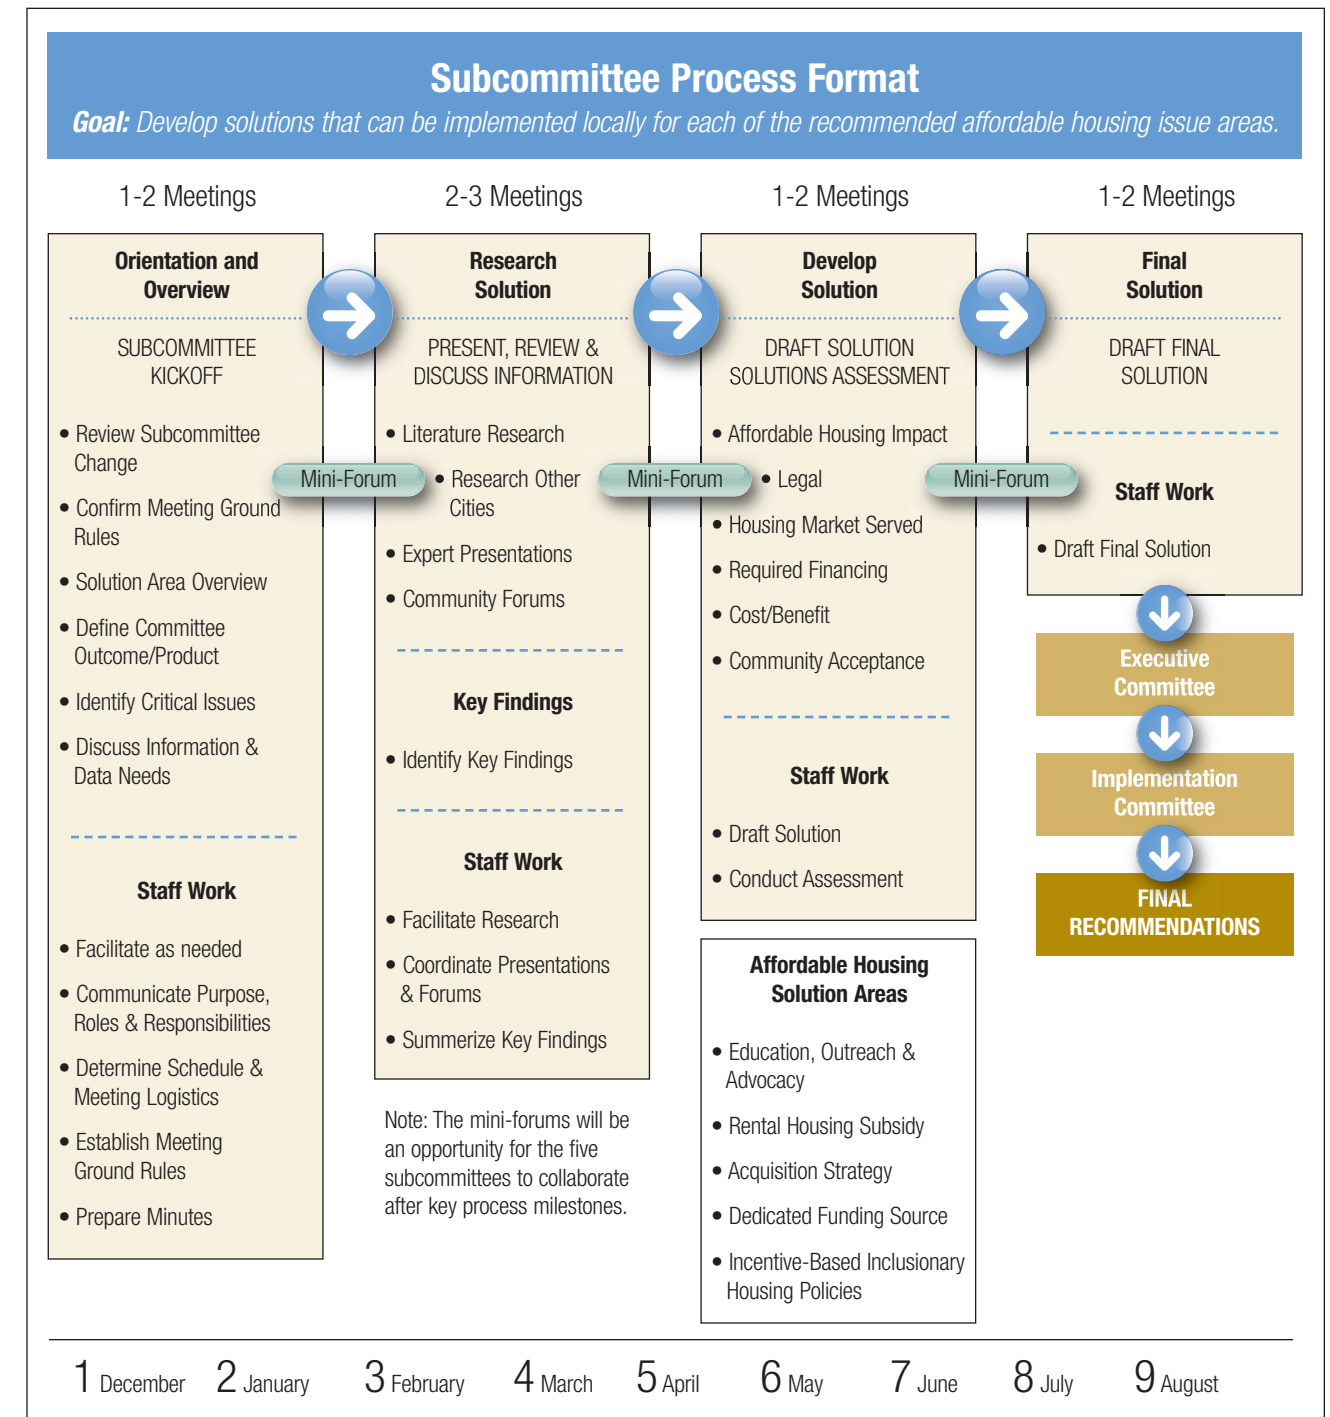 Subcommittee Process Format
Goal: Develop solutions that can be implemented locally for each of the recommended affordable housing issue areas.
1-2 Meetings
Orientation and
Overview
SUBCOMMITTEE
KICKOFF
• Review Subcommittee
Change
• Confirm Meeting Ground
Rules
• Solution Area Overview
• Define Committee
Outcome/Product
• Identify Critical Issues
• Discuss Information &
Data Needs
Staff Work
• Facilitate as needed
• Communicate Purpose,
Roles & Responsibilities
• Determine Schedule &
Meeting Logistics
• Establish Meeting
Ground Rules
• Prepare Minutes
Mini-Forum
2-3 Meetings
Research
Solution
PRESENT, REVIEW &
DISCUSS INFORMATION
• Literature Research
• Research Other
Cities
• Expert Presentations
• Community Forums
Key Findings
• Identify Key Findings
Staff Work
• Facilitate Research
• Coordinate Presentations
& Forums
• Summerize Key Findings
Note: The mini-forums will be
an opportunity for the five
subcommittees to collaborate
after key process milestones.
Mini-Forum
1-2 Meetings
Develop
Solution
DRAFT SOLUTION
SOLUTIONS ASSESSMENT
• Affordable Housing Impact
• Legal
• Housing Market Served
• Required Financing
• Cost/Benefit
• Community Acceptance
Staff Work
• Draft Solution
• Conduct Assessment
Affordable Housing
Solution Areas
• Education, Outreach &
Advocacy
• Rental Housing Subsidy
• Acquisition Strategy
• Dedicated Funding Source
• Incentive-Based Inclusionary
Housing Policies
Mini-Forum
1-2 Meetings
Final
Solution
DRAFT FINAL
SOLUTION
Staff Work
• Draft Final Solution
Executive
Committee
Implementation
Committee
FINAL
RECOMMENDATIONS
1 December 2 January 3 February 4 March 5 April 6 May 7 June 8 July 9 August